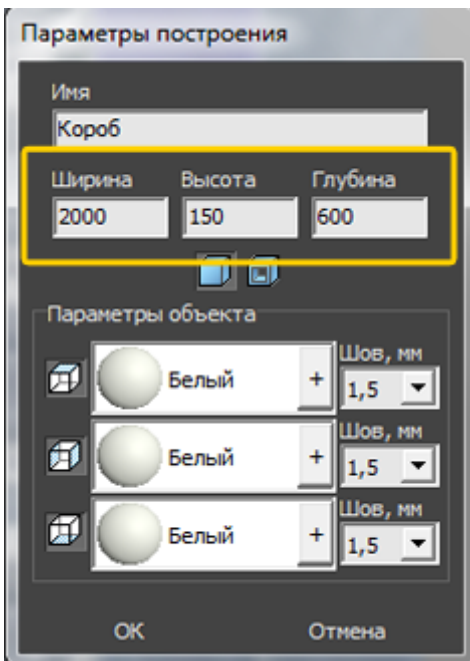 Параметры построения
Имя
Короб
Ширина Высота Глубина
2000 150 600
Параметры объекта
Шов, мм
Белый + 1,5
Шов, мм
Белый + 1,5
Шов, мм
Белый + 1,5
ОК Отмена